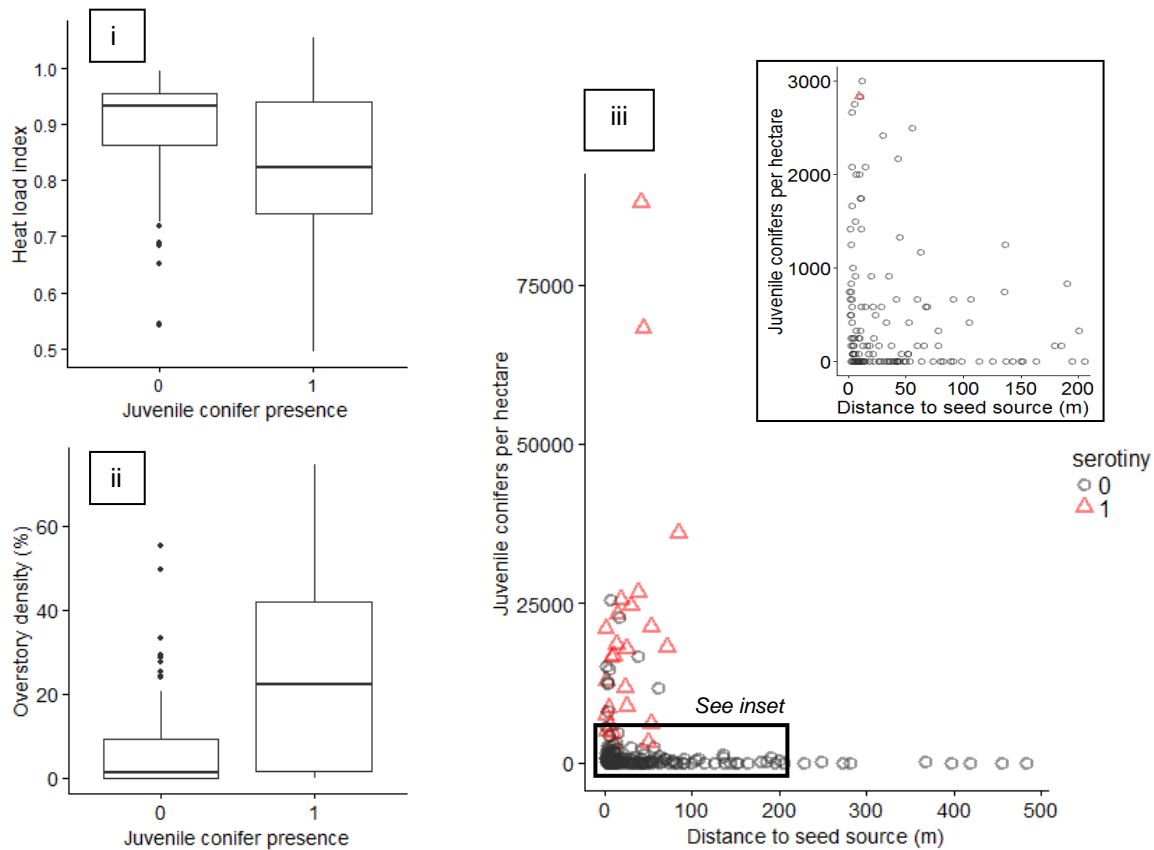 i
1.0
0.9
0.8
0.7
0.6
0.5
Heat load index
0
1
Juvenile conifer presence
ii
60
40
20
0
Overstory density (%)
0
1
Juvenile conifer presence
iii
75000
50000
25000
0
Juvenile conifers per hectare
0
100
200
300
400
500
Distance to seed source (m)
See inset
3000
2000
1000
0
Juvenile conifers per hectare
0
50
100
150
200
Distance to seed source (m)
serotiny
0
1